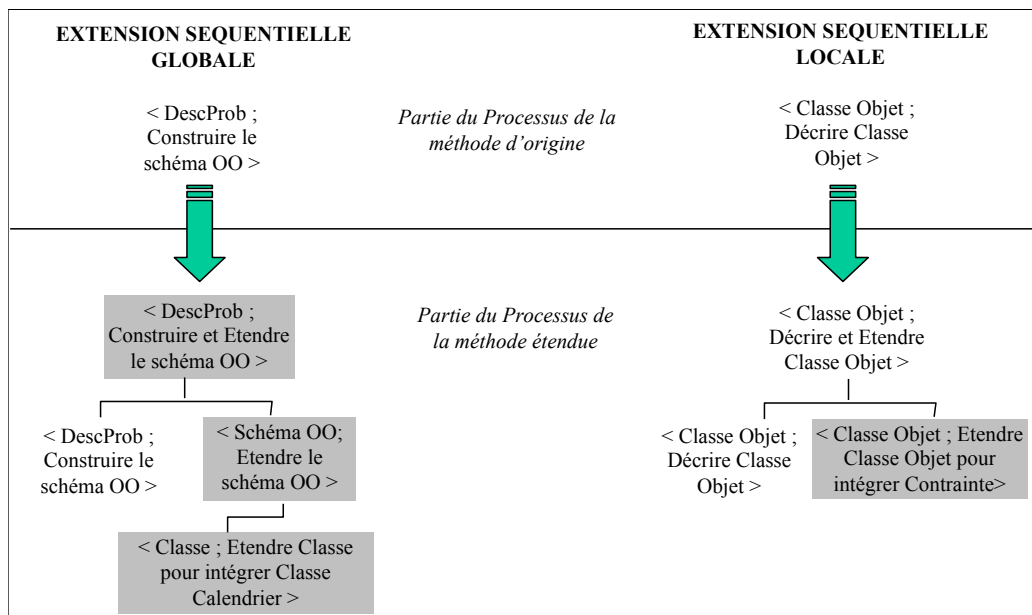 EXTENSION SEQUENTIELLE
GLOBALE
EXTENSION SEQUENTIELLE
LOCALE
< DescProb ;
Construire le
schéma OO >
Partie du Processus de la
méthode d'origine
< Classe Objet ;
Décrire Classe
Objet >
< DescProb ;
Construire et Etendre
le schéma OO >
Partie du Processus de
la méthode étendue
< Classe Objet ;
Décrire et Etendre
Classe Objet >
< DescProb ;
Construire le
schéma OO >
< Schéma OO;
Etendre le
schéma OO >
< Classe Objet ;
Décrire Classe
Objet >
< Classe Objet ; Etendre
Classe Objet pour
intégrer Contrainte>
< Classe ; Etendre Classe
pour intégrer Classe
Calendrier >